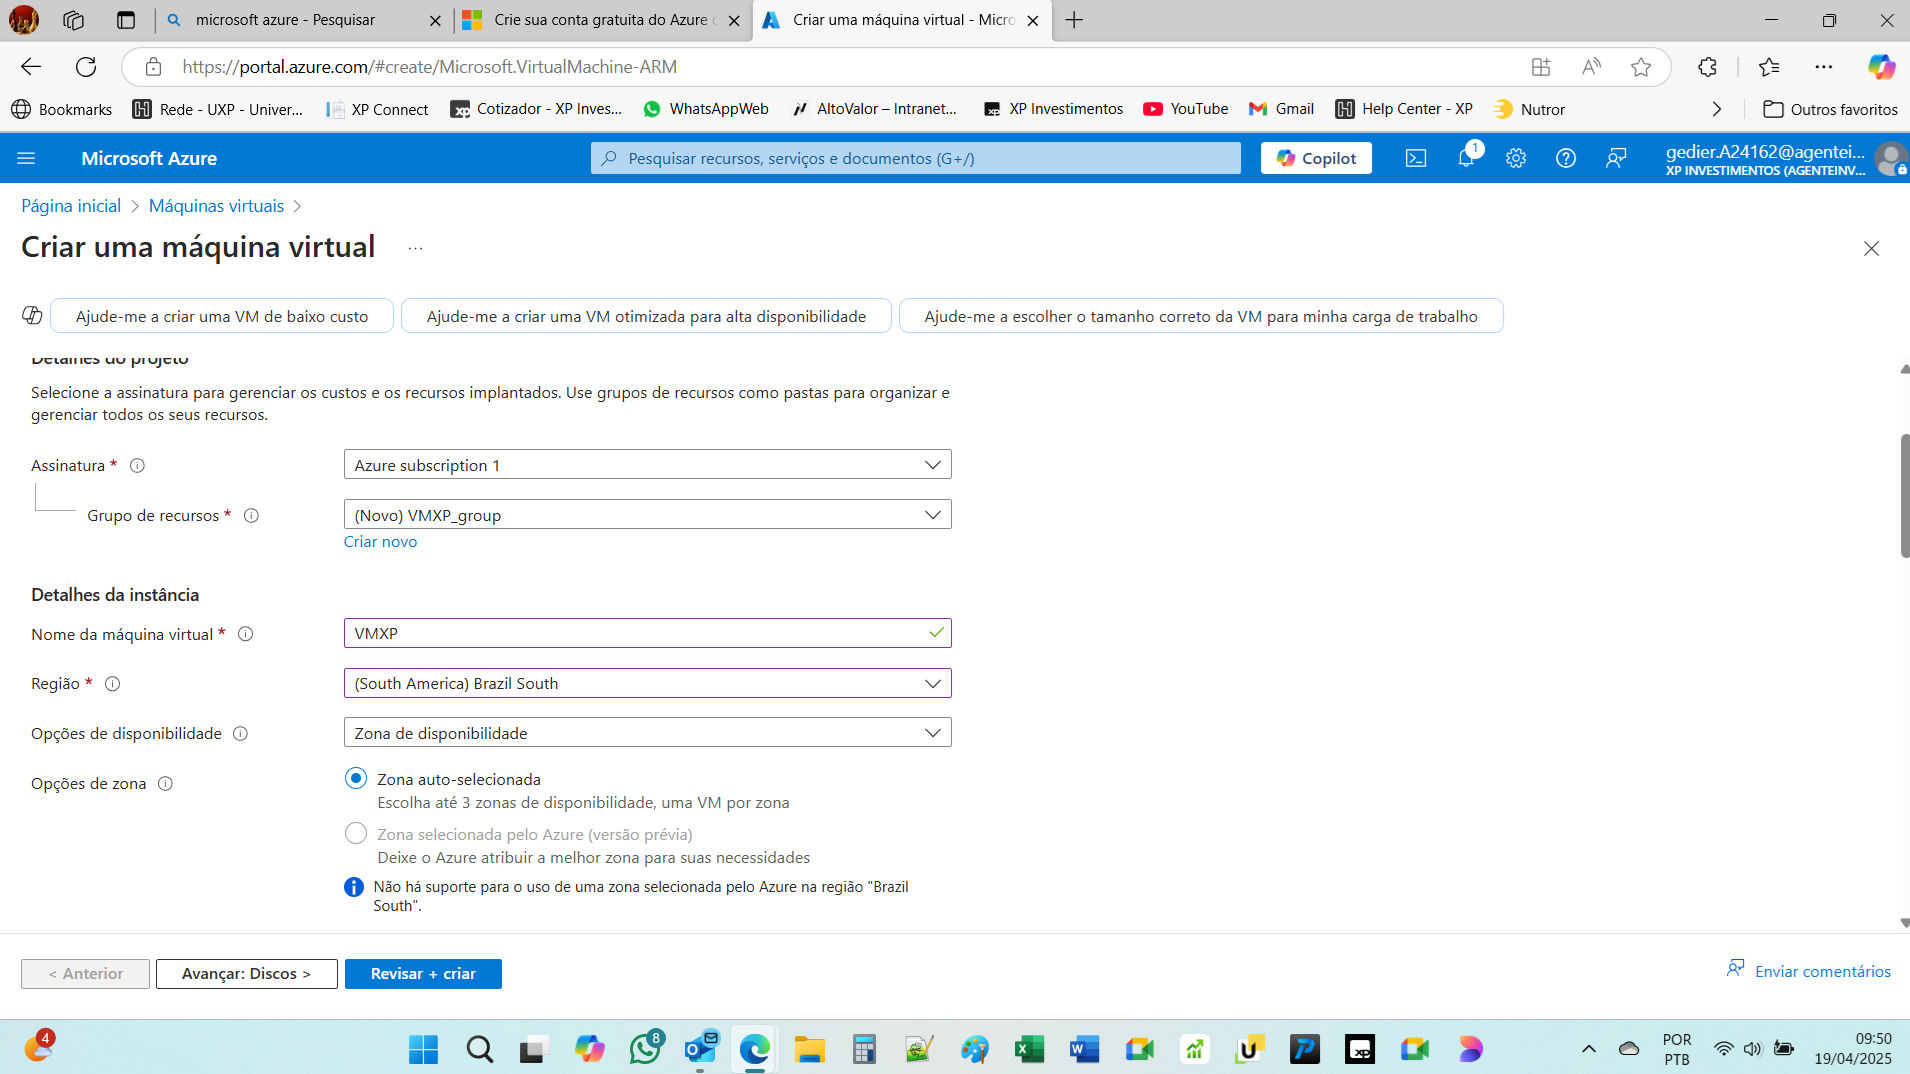 microsoft azure - Pesquisar
Crie sua conta gratuita do Azure
Criar uma máquina virtual - Micro
https://portal.azure.com/#create/Microsoft.VirtualMachine-ARM
Bookmarks
Rede - UXP - Univer...
XP Connect
Cotizador - XP Inves...
WhatsAppWeb
AltoValor – Intranet...
XP Investimentos
YouTube
Gmail
Help Center - XP
Nutror
Outros favoritos
Microsoft Azure
Pesquisar recursos, serviços e documentos (G+/)
Copilot
1
gedier.A24162@agentei...
XP INVESTIMENTOS (AGENTEINV...
Página inicial > Máquinas virtuais >
Criar uma máquina virtual ...
Ajude-me a criar uma VM de baixo custo
Ajude-me a criar uma VM otimizada para alta disponibilidade
Ajude-me a escolher o tamanho correto da VM para minha carga de trabalho
Detalhes do projeto
Selecione a assinatura para gerenciar os custos e os recursos implantados. Use grupos de recursos como pastas para organizar e
gerenciar todos os seus recursos.
Assinatura *
Azure subscription 1
Grupo de recursos *
(Novo) VMXP_group
Criar novo
Detalhes da instância
Nome da máquina virtual *
VMXP
Região *
(South America) Brazil South
Opções de disponibilidade
Zona de disponibilidade
Opções de zona
Zona auto-selecionada
Escolha até 3 zonas de disponibilidade, uma VM por zona
Zona selecionada pelo Azure (versão prévia)
Deixe o Azure atribuir a melhor zona para suas necessidades
Não há suporte para o uso de uma zona selecionada pelo Azure na região "Brazil
South".
< Anterior
Avançar: Discos >
Revisar + criar
Enviar comentários
4
8
POR
PTB
09:50
19/04/2025